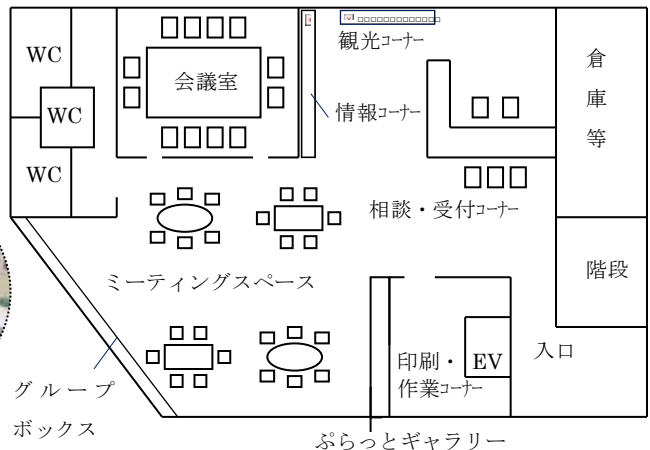 WC
会議室
観光ｺｰﾅｰ
倉
庫
等
WC
情報ｺｰﾅｰ
WC
相談・受付ｺｰﾅｰ
ミーティングスペース
階段
入口
印刷・
作業ｺｰﾅｰ
EV
グループ
ボックス
ぷらっとギャラリー